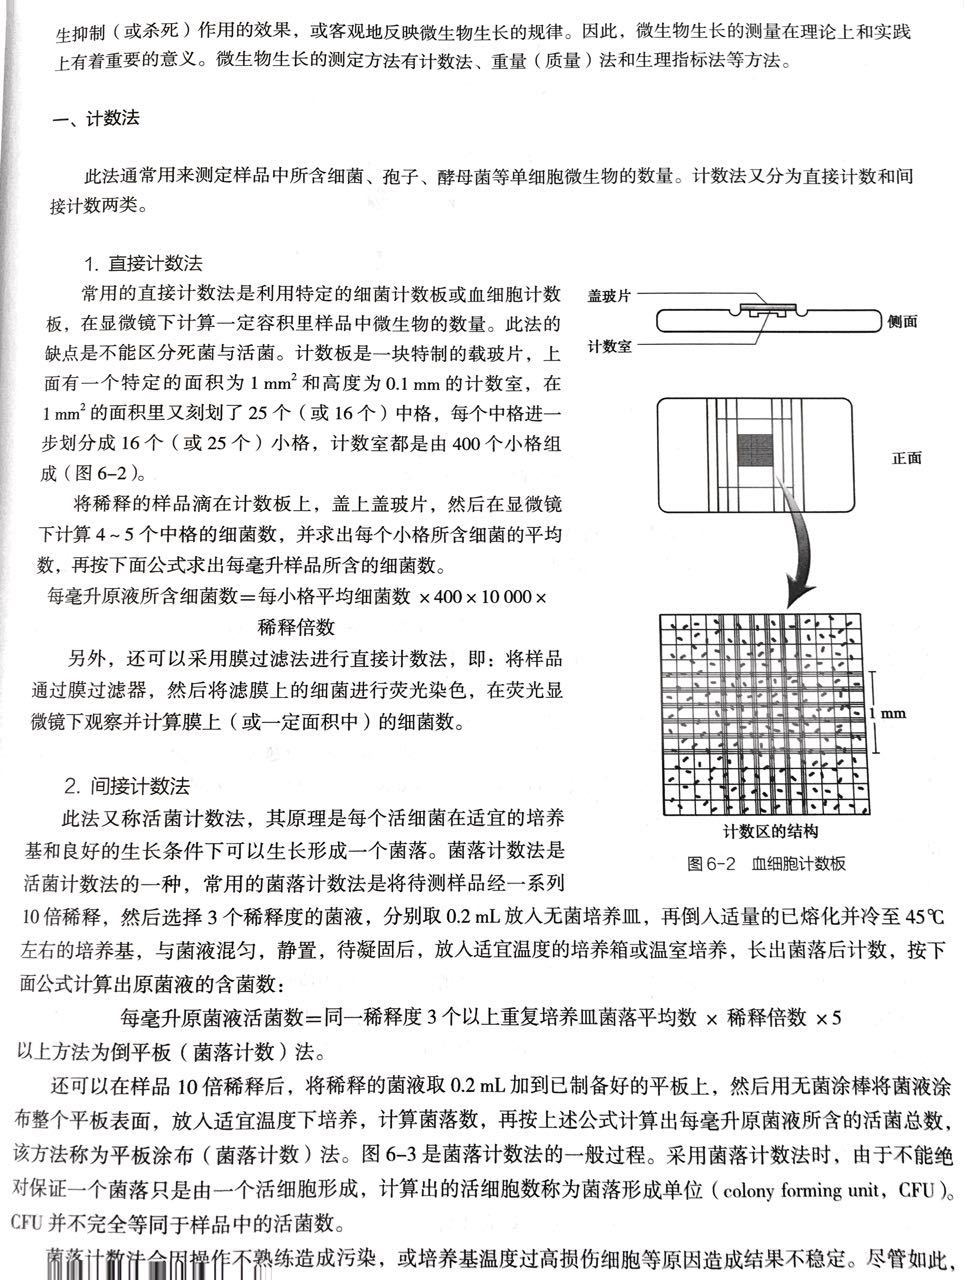 生抑制（或杀死）作用的效果，或客观地反映微生物生长的规律。因此，微生物生长的测量在理论上和实践
上有着重要的意义。微生物生长的测定方法有计数法、重量（质量）法和生理指标法等方法。
一、计数法
此法通常用来测定样品中所含细菌、孢子、酵母菌等单细胞微生物的数量。计数法又分为直接计数和间
接计数两类。
1. 直接计数法
常用的直接计数法是利用特定的细菌计数板或血细胞计数
板，在显微镜下计算一定容积里样品中微生物的数量。此法的
缺点是不能区分死菌与活菌。计数板是一块特制的载玻片，上
面有一个特定的面积为 1 mm² 和高度为 0.1 mm 的计数室，在
1 mm² 的面积里又刻划了 25 个（或 16 个）中格，每个中格进一
步划分成 16 个（或 25 个）小格，计数室都是由 400 个小格组
成（图 6-2）。
将稀释的样品滴在计数板上，盖上盖玻片，然后在显微镜
下计算 4 ~ 5 个中格的细菌数，并求出每个小格所含细菌的平均
数，再按下面公式求出每毫升样品所含的细菌数。
每毫升原液所含细菌数＝每小格平均细菌数 × 400 × 10 000 ×
稀释倍数
另外，还可以采用膜过滤法进行直接计数法，即：将样品
通过膜过滤器，然后将滤膜上的细菌进行荧光染色，在荧光显
微镜下观察并计算膜上（或一定面积中）的细菌数。
盖玻片
侧面
计数室
正面
1 mm
计数区的结构
图 6-2 血细胞计数板
2. 间接计数法
此法又称活菌计数法，其原理是每个活细菌在适宜的培养
基和良好的生长条件下可以生长形成一个菌落。菌落计数法是
活菌计数法的一种，常用的菌落计数法是将待测样品经一系列
10 倍稀释，然后选择 3 个稀释度的菌液，分别取 0.2 mL 放入无菌培养皿，再倒入适量的已熔化并冷至 45℃
左右的培养基，与菌液混匀，静置，待凝固后，放入适宜温度的培养箱或温室培养，长出菌落后计数，按下
面公式计算出原菌液的含菌数：
每毫升原菌液活菌数＝同一稀释度 3 个以上重复培养皿菌落平均数 × 稀释倍数 × 5
以上方法为倒平板（菌落计数）法。
还可以在样品 10 倍稀释后，将稀释的菌液取 0.2 mL 加到已制备好的平板上，然后用无菌涂棒将菌液涂
布整个平板表面，放入适宜温度下培养，计算菌落数，再按上述公式计算出每毫升原菌液所含的活菌总数，
该方法称为平板涂布（菌落计数）法。图 6-3 是菌落计数法的一般过程。采用菌落计数法时，由于不能绝
对保证一个菌落只是由一个活细胞形成，计算出的活细胞数称为菌落形成单位（colony forming unit，CFU）。
CFU 并不完全等同于样品中的活菌数。
菌落计数法会因操作不熟练造成污染，或培养基温度过高损伤细胞等原因造成结果不稳定。尽管如此，